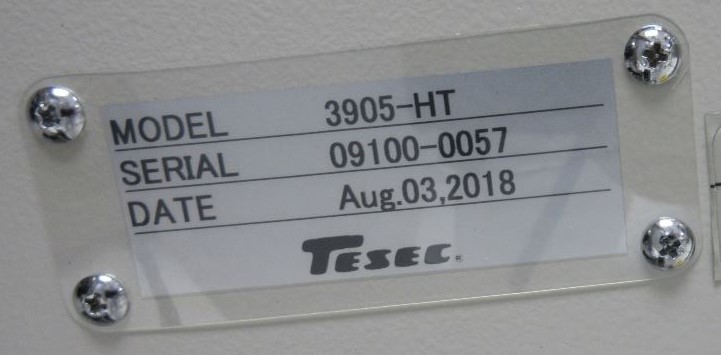 MODEL 3905-HT
SERIAL 09100-0057
DATE Aug.03,2018
TESEC®